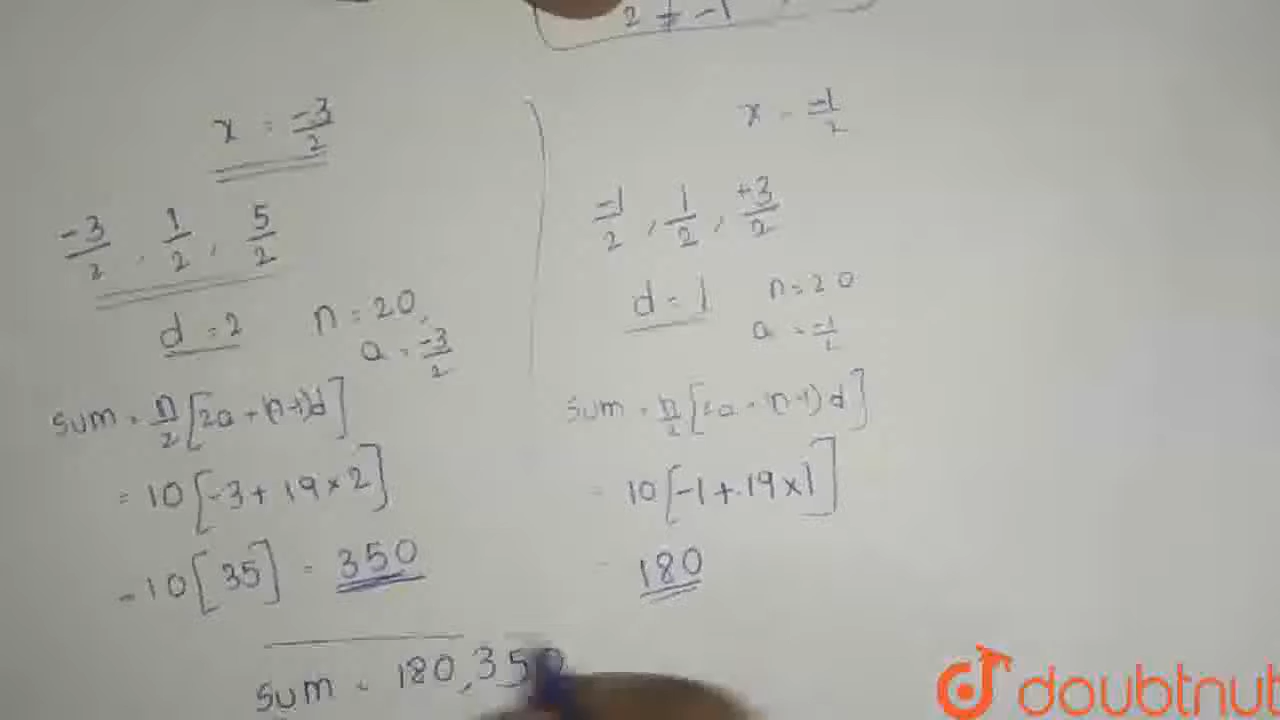 2 ≠ -1
x = -3/2
-3/2, 1/2, 5/2
d = 2 n = 20,
a = -3/2
Sum = n/2[2a+(n-1)d]
= 10[-3+19×2]
= 10[35] = 350
x = -1/2
-1/2, 1/2, +3/2
d = 1 n = 20
a = -1/2
Sum = n/2[2a+(n-1)d]
= 10[-1+19×1]
= 180
Sum = 180, 350
doubtnut